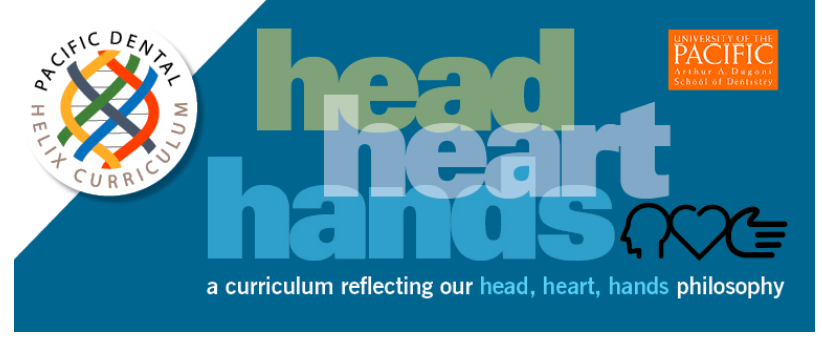 PACIFIC DENTAL
HELIX CURRICULUM
head
heart
hands
UNIVERSITY OF THE
PACIFIC
Arthur A. Dugoni
School of Dentistry
a curriculum reflecting our head, heart, hands philosophy